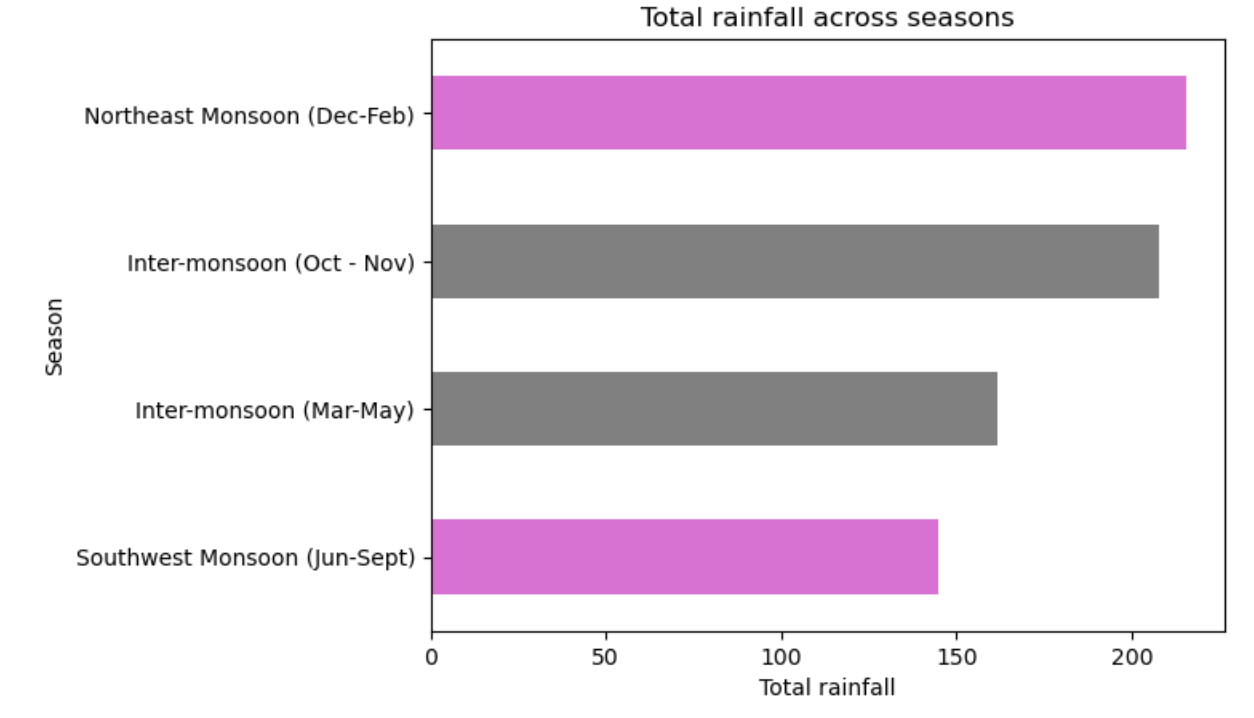 Total rainfall across seasons
Northeast Monsoon (Dec-Feb)
Inter-monsoon (Oct - Nov)
Inter-monsoon (Mar-May)
Southwest Monsoon (Jun-Sept)
Season
0 50 100 150 200
Total rainfall